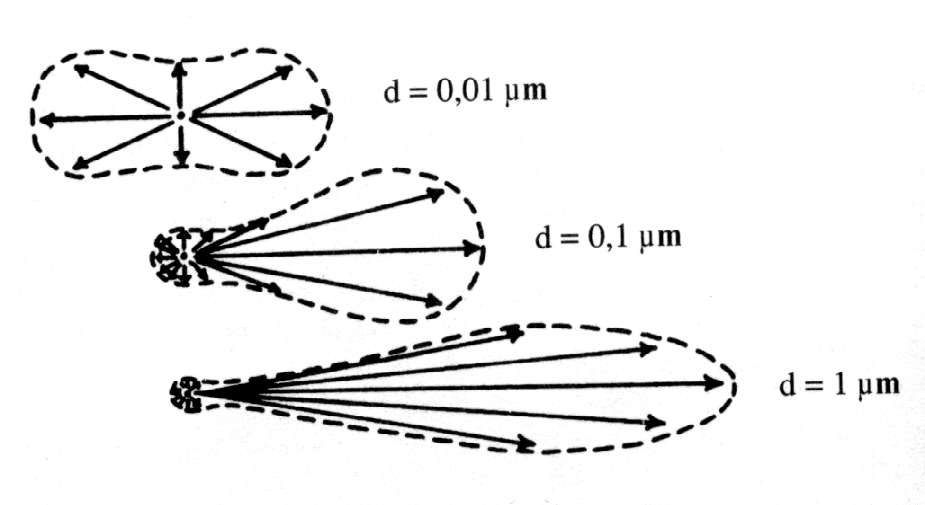 d = 0,01 µm
d = 0,1 µm
d = 1 µm